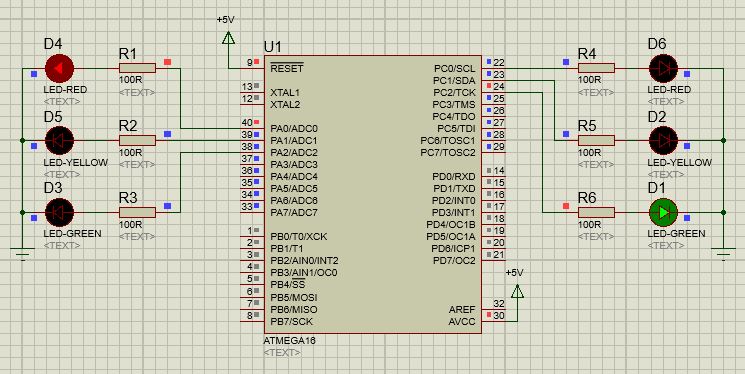 +5V
U1
D4
R1
LED-RED
<TEXT>
100R
<TEXT>
D5
R2
LED-YELLOW
<TEXT>
100R
<TEXT>
D3
R3
LED-GREEN
<TEXT>
100R
<TEXT>
9 RESET
13 XTAL1
12 XTAL2
40 PA0/ADC0
39 PA1/ADC1
38 PA2/ADC2
37 PA3/ADC3
36 PA4/ADC4
35 PA5/ADC5
34 PA6/ADC6
33 PA7/ADC7
1 PB0/T0/XCK
2 PB1/T1
3 PB2/AIN0/INT2
4 PB3/AIN1/OC0
5 PB4/SS
6 PB5/MOSI
7 PB6/MISO
8 PB7/SCK
PC0/SCL 22
PC1/SDA 23
PC2/TCK 24
PC3/TMS 25
PC4/TDO 26
PC5/TDI 27
PC6/TOSC1 28
PC7/TOSC2 29
PD0/RXD 14
PD1/TXD 15
PD2/INT0 16
PD3/INT1 17
PD4/OC1B 18
PD5/OC1A 19
PD6/ICP1 20
PD7/OC2 21
+5V
AREF 32
AVCC 30
ATMEGA16
<TEXT>
R4
D6
100R
<TEXT>
LED-RED
<TEXT>
R5
D2
100R
<TEXT>
LED-YELLOW
<TEXT>
R6
D1
100R
<TEXT>
LED-GREEN
<TEXT>